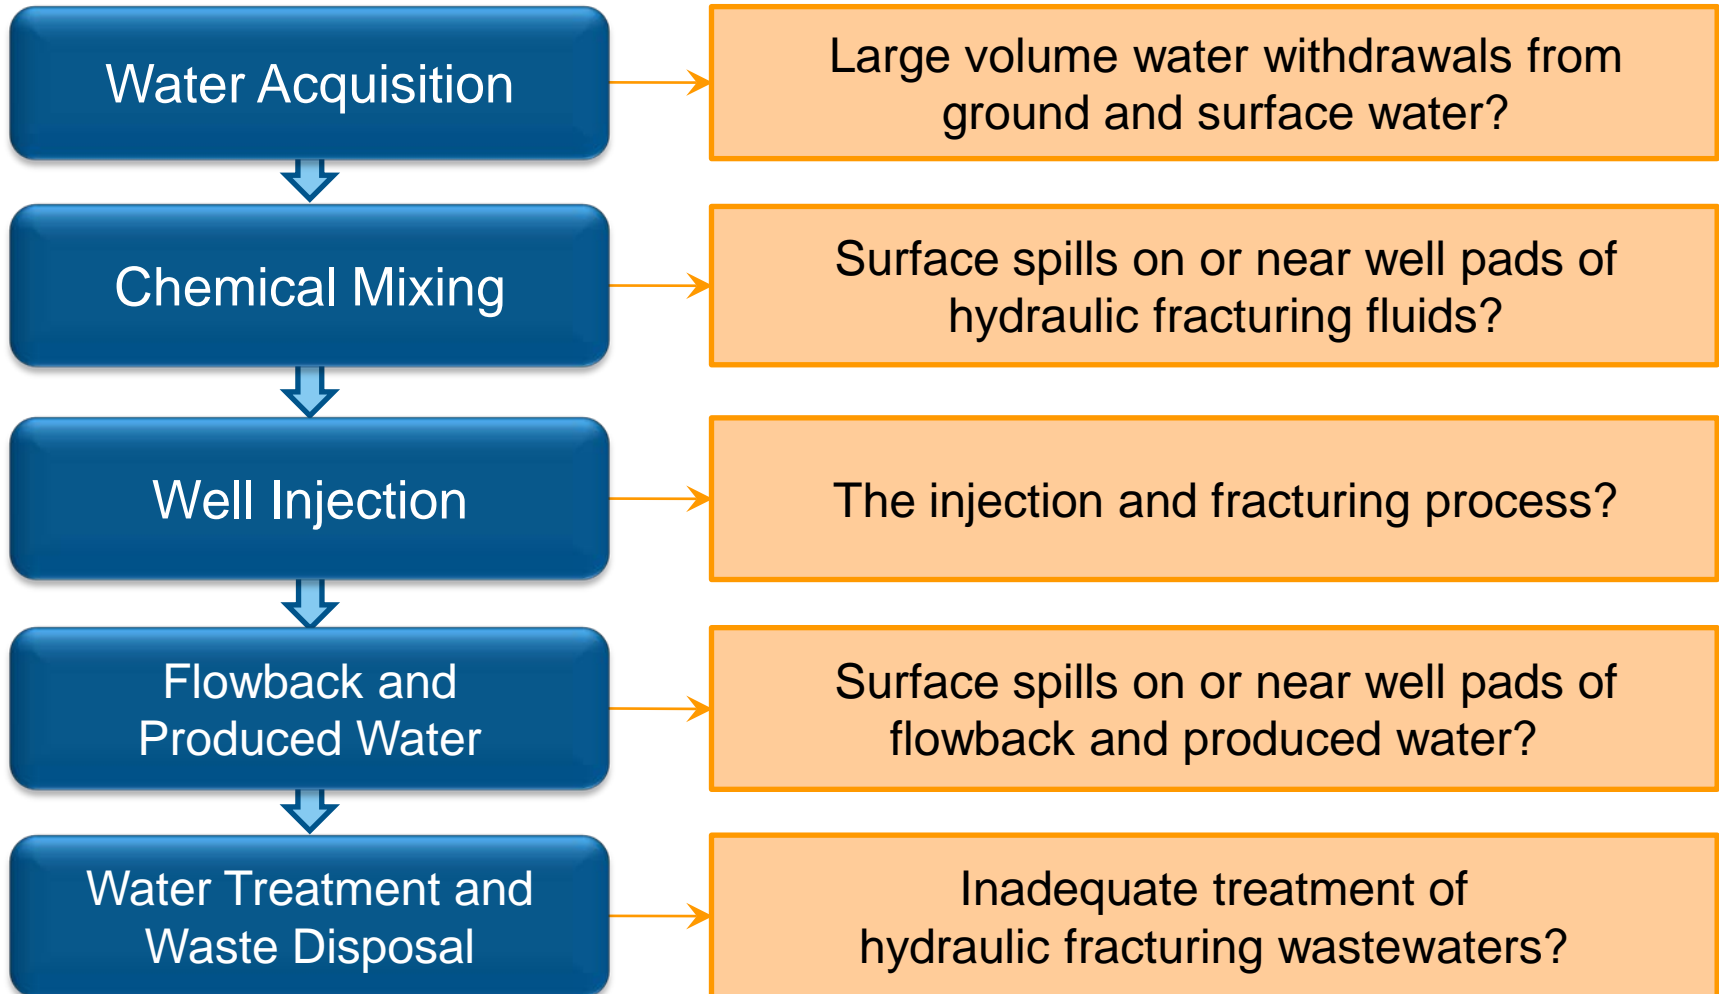 Water Acquisition
Large volume water withdrawals from
ground and surface water?
Chemical Mixing
Surface spills on or near well pads of
hydraulic fracturing fluids?
Well Injection
The injection and fracturing process?
Flowback and
Produced Water
Surface spills on or near well pads of
flowback and produced water?
Water Treatment and
Waste Disposal
Inadequate treatment of
hydraulic fracturing wastewaters?